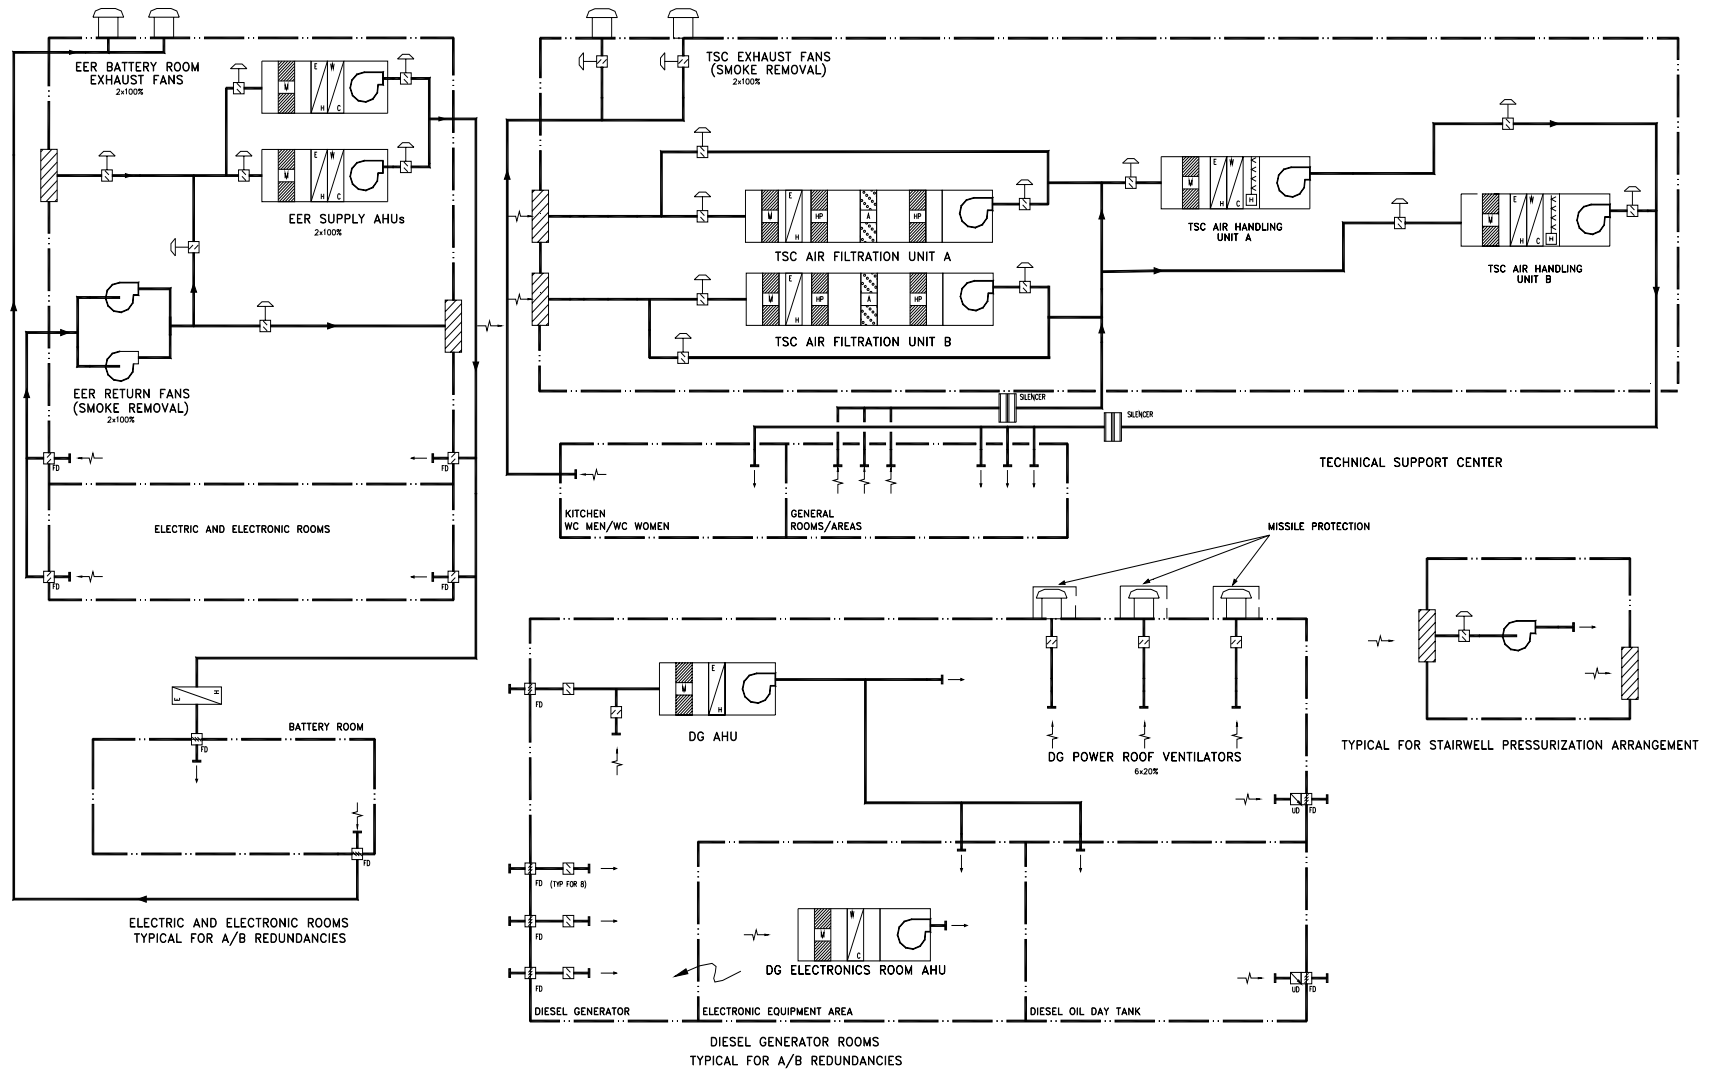 EER BATTERY ROOM
EXHAUST FANS
2x100%
E W
M
H C
E W
M
H C
EER SUPPLY AHUs
2x100%
EER RETURN FANS
(SMOKE REMOVAL)
2x100%
FD
FD
ELECTRIC AND ELECTRONIC ROOMS
FD
FD
E H
BATTERY ROOM
FD
FD
ELECTRIC AND ELECTRONIC ROOMS
TYPICAL FOR A/B REDUNDANCIES
TSC EXHAUST FANS
(SMOKE REMOVAL)
2x100%
E
M HP A HP
H
TSC AIR FILTRATION UNIT A
E
M HP A HP
H
TSC AIR FILTRATION UNIT B
E W
M
H C H
TSC AIR HANDLING
UNIT A
E W
M
H C H
TSC AIR HANDLING
UNIT B
SILENCER
SILENCER
TECHNICAL SUPPORT CENTER
KITCHEN
WC MEN/WC WOMEN
GENERAL
ROOMS/AREAS
MISSILE PROTECTION
FD
E
M
H
DG AHU
DG POWER ROOF VENTILATORS
6x20%
UD FD
FD (TYP FOR B)
FD
FD
W
M
C
DG ELECTRONICS ROOM AHU
UD FD
DIESEL GENERATOR
ELECTRONIC EQUIPMENT AREA
DIESEL OIL DAY TANK
DIESEL GENERATOR ROOMS
TYPICAL FOR A/B REDUNDANCIES
TYPICAL FOR STAIRWELL PRESSURIZATION ARRANGEMENT